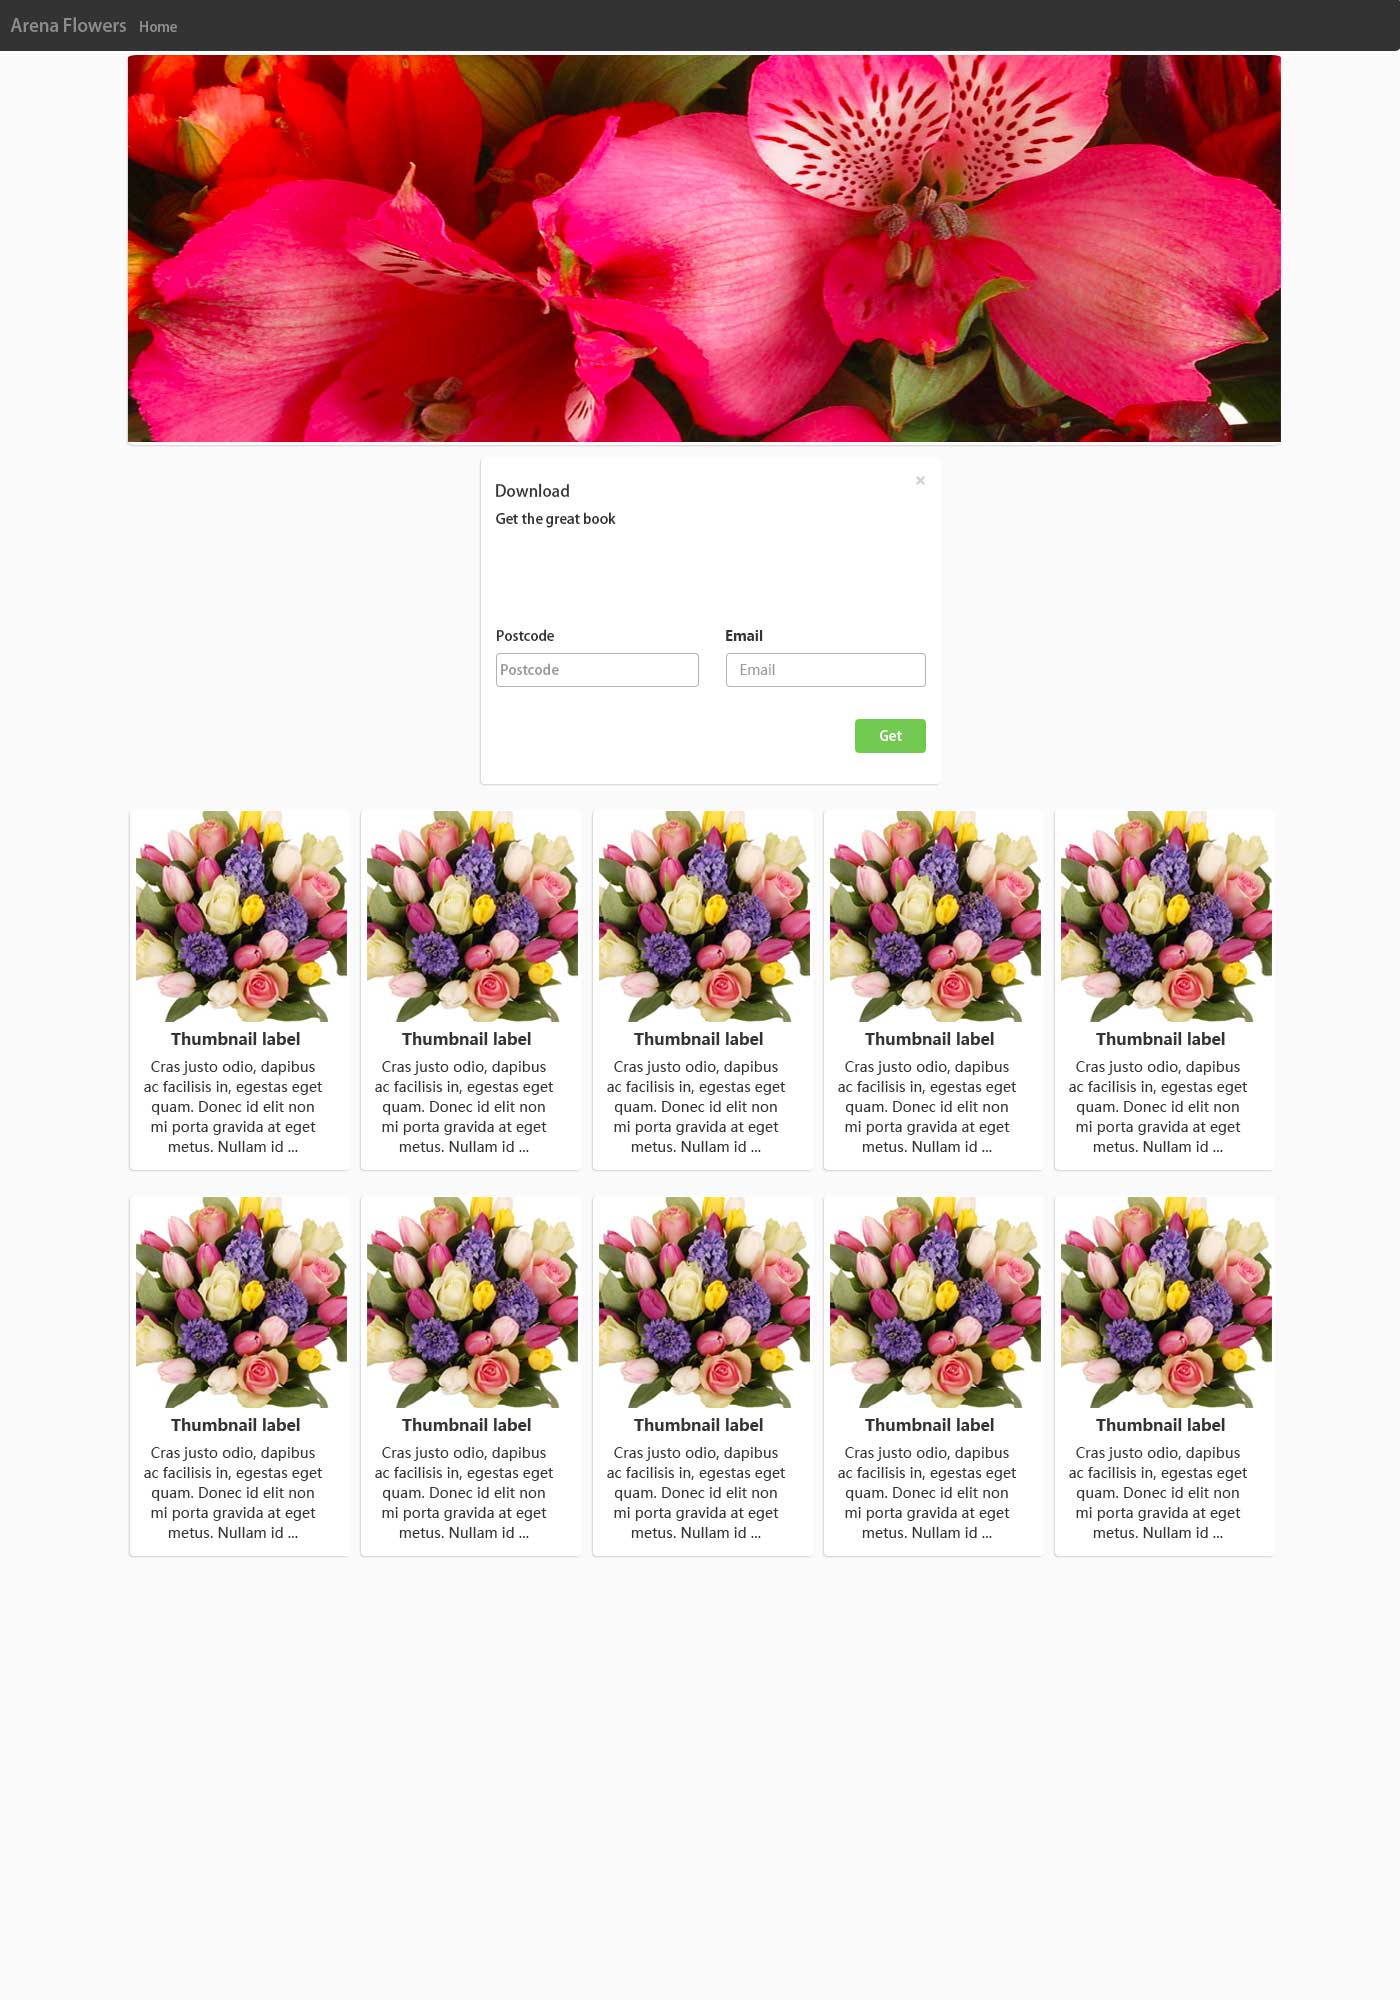 Arena Flowers Home
Download ×
Get the great book
Postcode Email
Postcode Email
Get
Thumbnail label Thumbnail label Thumbnail label Thumbnail label Thumbnail label
Cras justo odio, dapibus Cras justo odio, dapibus Cras justo odio, dapibus Cras justo odio, dapibus Cras justo odio, dapibus
ac facilisis in, egestas eget ac facilisis in, egestas eget ac facilisis in, egestas eget ac facilisis in, egestas eget ac facilisis in, egestas eget
quam. Donec id elit non quam. Donec id elit non quam. Donec id elit non quam. Donec id elit non quam. Donec id elit non
mi porta gravida at eget mi porta gravida at eget mi porta gravida at eget mi porta gravida at eget mi porta gravida at eget
metus. Nullam id ... metus. Nullam id ... metus. Nullam id ... metus. Nullam id ... metus. Nullam id ...
Thumbnail label Thumbnail label Thumbnail label Thumbnail label Thumbnail label
Cras justo odio, dapibus Cras justo odio, dapibus Cras justo odio, dapibus Cras justo odio, dapibus Cras justo odio, dapibus
ac facilisis in, egestas eget ac facilisis in, egestas eget ac facilisis in, egestas eget ac facilisis in, egestas eget ac facilisis in, egestas eget
quam. Donec id elit non quam. Donec id elit non quam. Donec id elit non quam. Donec id elit non quam. Donec id elit non
mi porta gravida at eget mi porta gravida at eget mi porta gravida at eget mi porta gravida at eget mi porta gravida at eget
metus. Nullam id ... metus. Nullam id ... metus. Nullam id ... metus. Nullam id ... metus. Nullam id ...